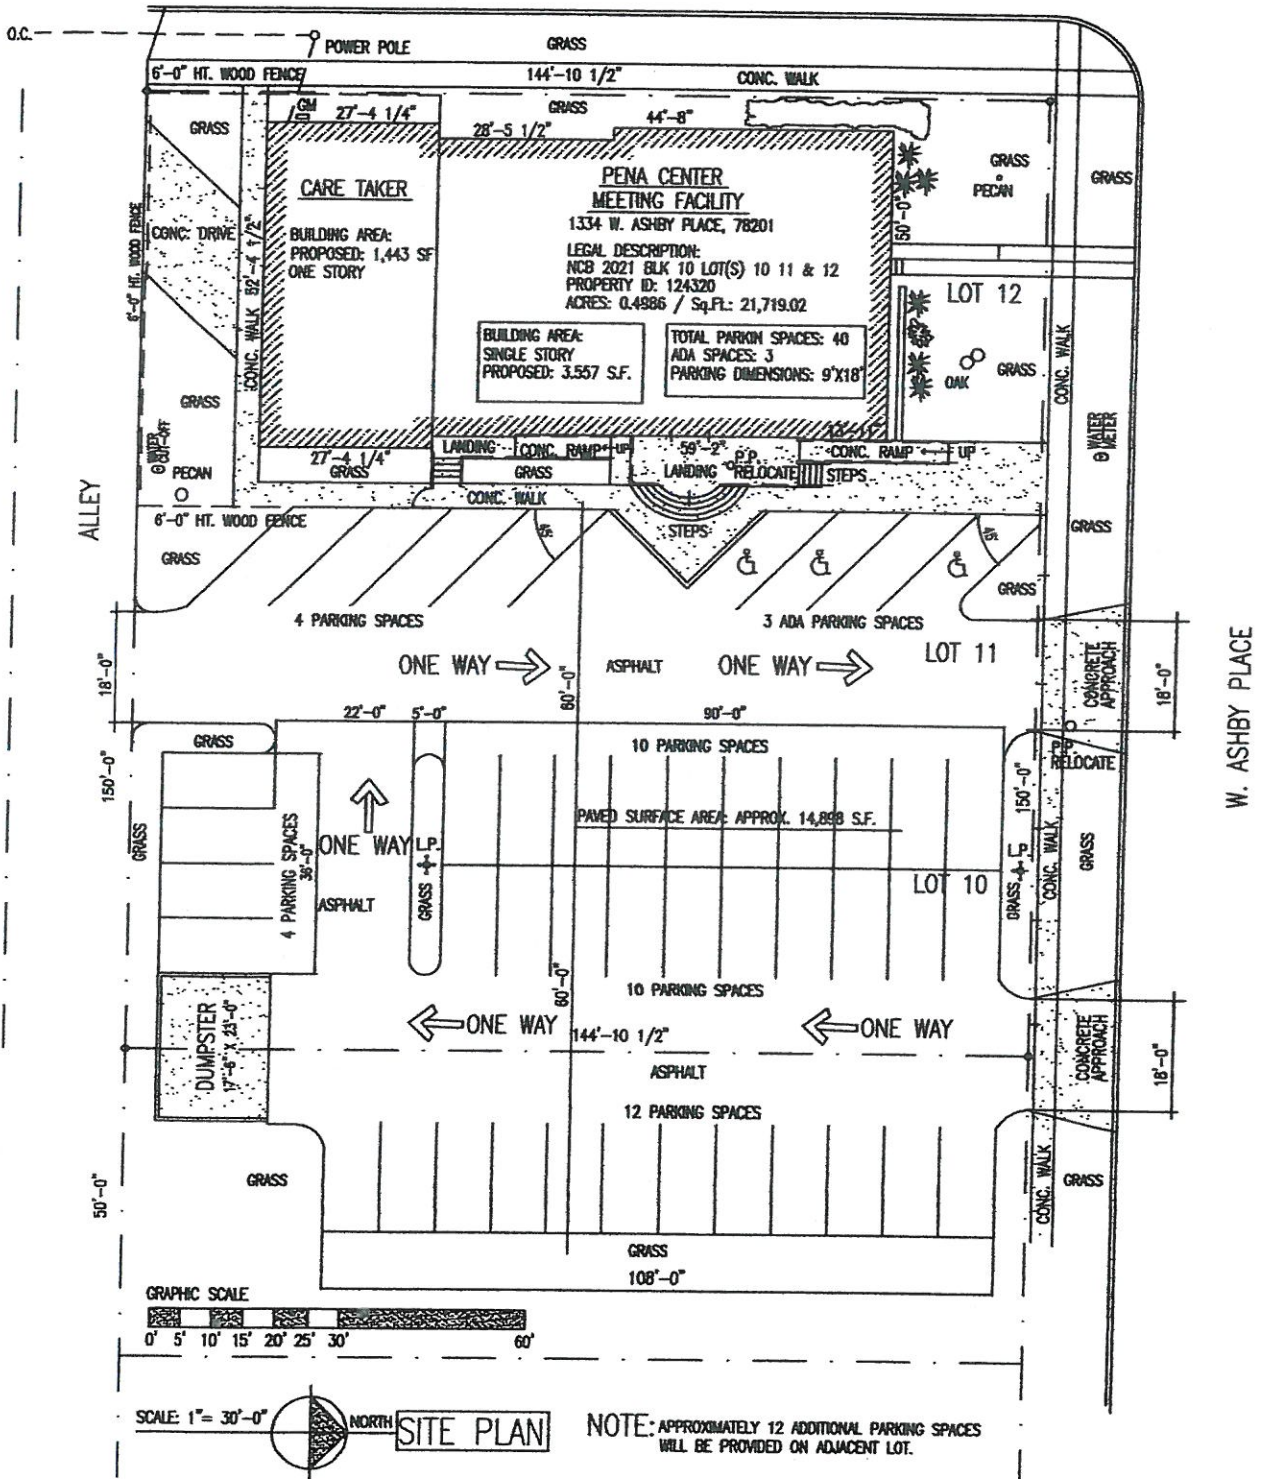 O.C.
POWER POLE
GRASS
6'-0" HT. WOOD FENCE
144'-10 1/2"
CONC. WALK
GM
27'-4 1/4"
GRASS
44'-8"
28'-5 1/2"
GRASS
CARE TAKER
BUILDING AREA:
PROPOSED: 1,443 SF
ONE STORY
PENA CENTER
MEETING FACILITY
1334 W. ASHBY PLACE, 78201
LEGAL DESCRIPTION:
NCB 2021 BLK 10 LOT(S) 10 11 & 12
PROPERTY ID: 124320
ACRES: 0.4986 / Sq.Ft.: 21,719.02
BUILDING AREA:
SINGLE STORY
PROPOSED: 3.557 S.F.
TOTAL PARKIN SPACES: 40
ADA SPACES: 3
PARKING DIMENSIONS: 9'X18'
GRASS
PECAN
GRASS
50'-0"
LOT 12
CONC. DRIVE
6'-0" HT. WOOD FENCE
CONC. WALK
52'-4 1/2"
GRASS
OAK
GRASS
CONC. WALK
WATER
METER
WATER
CUT-OFF
PECAN
27'-4 1/4"
GRASS
LANDING
CONC. RAMP
UP
GRASS
59'-2"
LANDING
P.P.
RELOCATE
13'-11"
CONC. RAMP
UP
STEPS
CONC. WALK
ALLEY
6'-0" HT. WOOD FENCE
GRASS
45°
STEPS
45°
GRASS
GRASS
4 PARKING SPACES
3 ADA PARKING SPACES
LOT 11
18'-0"
ONE WAY
ASPHALT
ONE WAY
60'-0"
CONCRETE
APPROACH
18'-0"
W. ASHBY PLACE
22'-0"
5'-0"
90'-0"
GRASS
10 PARKING SPACES
P.P.
RELOCATE
150'-0"
150'-0"
PAVED SURFACE AREA: APPROX. 14,898 S.F.
GRASS
4 PARKING SPACES
36'-0"
ONE WAY
L.P.
ASPHALT
GRASS
LOT 10
L.P.
GRASS
CONC. WALK
GRASS
10 PARKING SPACES
60'-0"
DUMPSTER
17'-6" X 23'-0"
ONE WAY
144'-10 1/2"
ONE WAY
ASPHALT
CONCRETE
APPROACH
18'-0"
12 PARKING SPACES
50'-0"
GRASS
CONC. WALK
GRASS
GRASS
108'-0"
GRAPHIC SCALE
0' 5' 10' 15' 20' 25' 30' 60'
SCALE: 1"= 30'-0"
NORTH
SITE PLAN
NOTE: APPROXIMATELY 12 ADDITIONAL PARKING SPACES
WILL BE PROVIDED ON ADJACENT LOT.